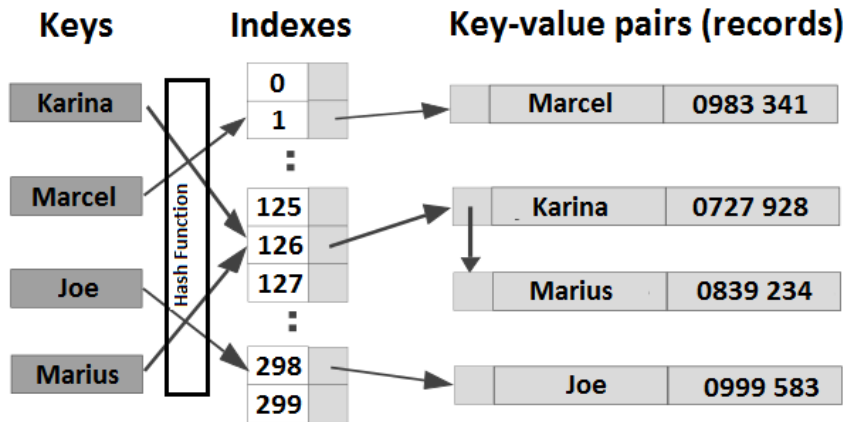 Keys
Indexes
Key-value pairs (records)
Karina
Marcel
Joe
Marius
Hash Function
0
1
:
125
126
127
:
298
299
Marcel 0983 341
Karina 0727 928
Marius 0839 234
Joe 0999 583